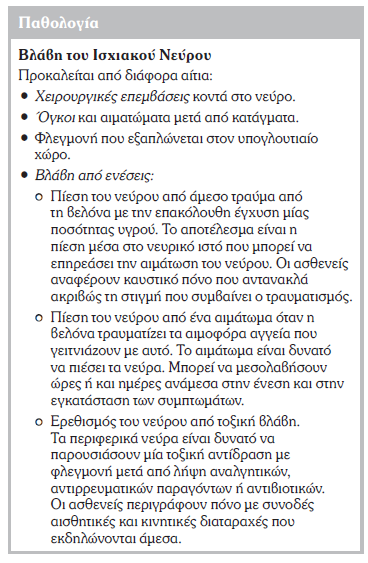 Παθολογία
Βλάβη του Ισχιακού Νεύρου
Προκαλείται από διάφορα αίτια:
• Χειρουργικές επεμβάσεις κοντά στο νεύρο.
• Όγκοι και αιματώματα μετά από κατάγματα.
• Φλεγμονή που εξαπλώνεται στον υπογλουτιαίο
χώρο.
• Βλάβη από ενέσεις:
○ Πίεση του νεύρου από άμεσο τραύμα από
τη βελόνα με την επακόλουθη έγχυση μίας
ποσότητας υγρού. Το αποτέλεσμα είναι η
πίεση μέσα στο νευρικό ιστό που μπορεί να
επηρεάσει την αιμάτωση του νεύρου. Οι ασθενείς
αναφέρουν καυστικό πόνο που αντανακλά
ακριβώς τη στιγμή που συμβαίνει ο τραυματισμός.
○ Πίεση του νεύρου από ένα αιμάτωμα όταν η
βελόνα τραυματίζει τα αιμοφόρα αγγεία που
γειτνιάζουν με αυτό. Το αιμάτωμα είναι δυνατό
να πιέσει τα νεύρα. Μπορεί να μεσολαβήσουν
ώρες ή και ημέρες ανάμεσα στην ένεση και στην
εγκατάσταση των συμπτωμάτων.
○ Ερεθισμός του νεύρου από τοξική βλάβη.
Τα περιφερικά νεύρα είναι δυνατό να
παρουσιάσουν μία τοξική αντίδραση με
φλεγμονή μετά από λήψη αναλγητικών,
αντιρρευματικών παραγόντων ή αντιβιοτικών.
Οι ασθενείς περιγράφουν πόνο με συνοδές
αισθητικές και κινητικές διαταραχές που
εκδηλώνονται άμεσα.